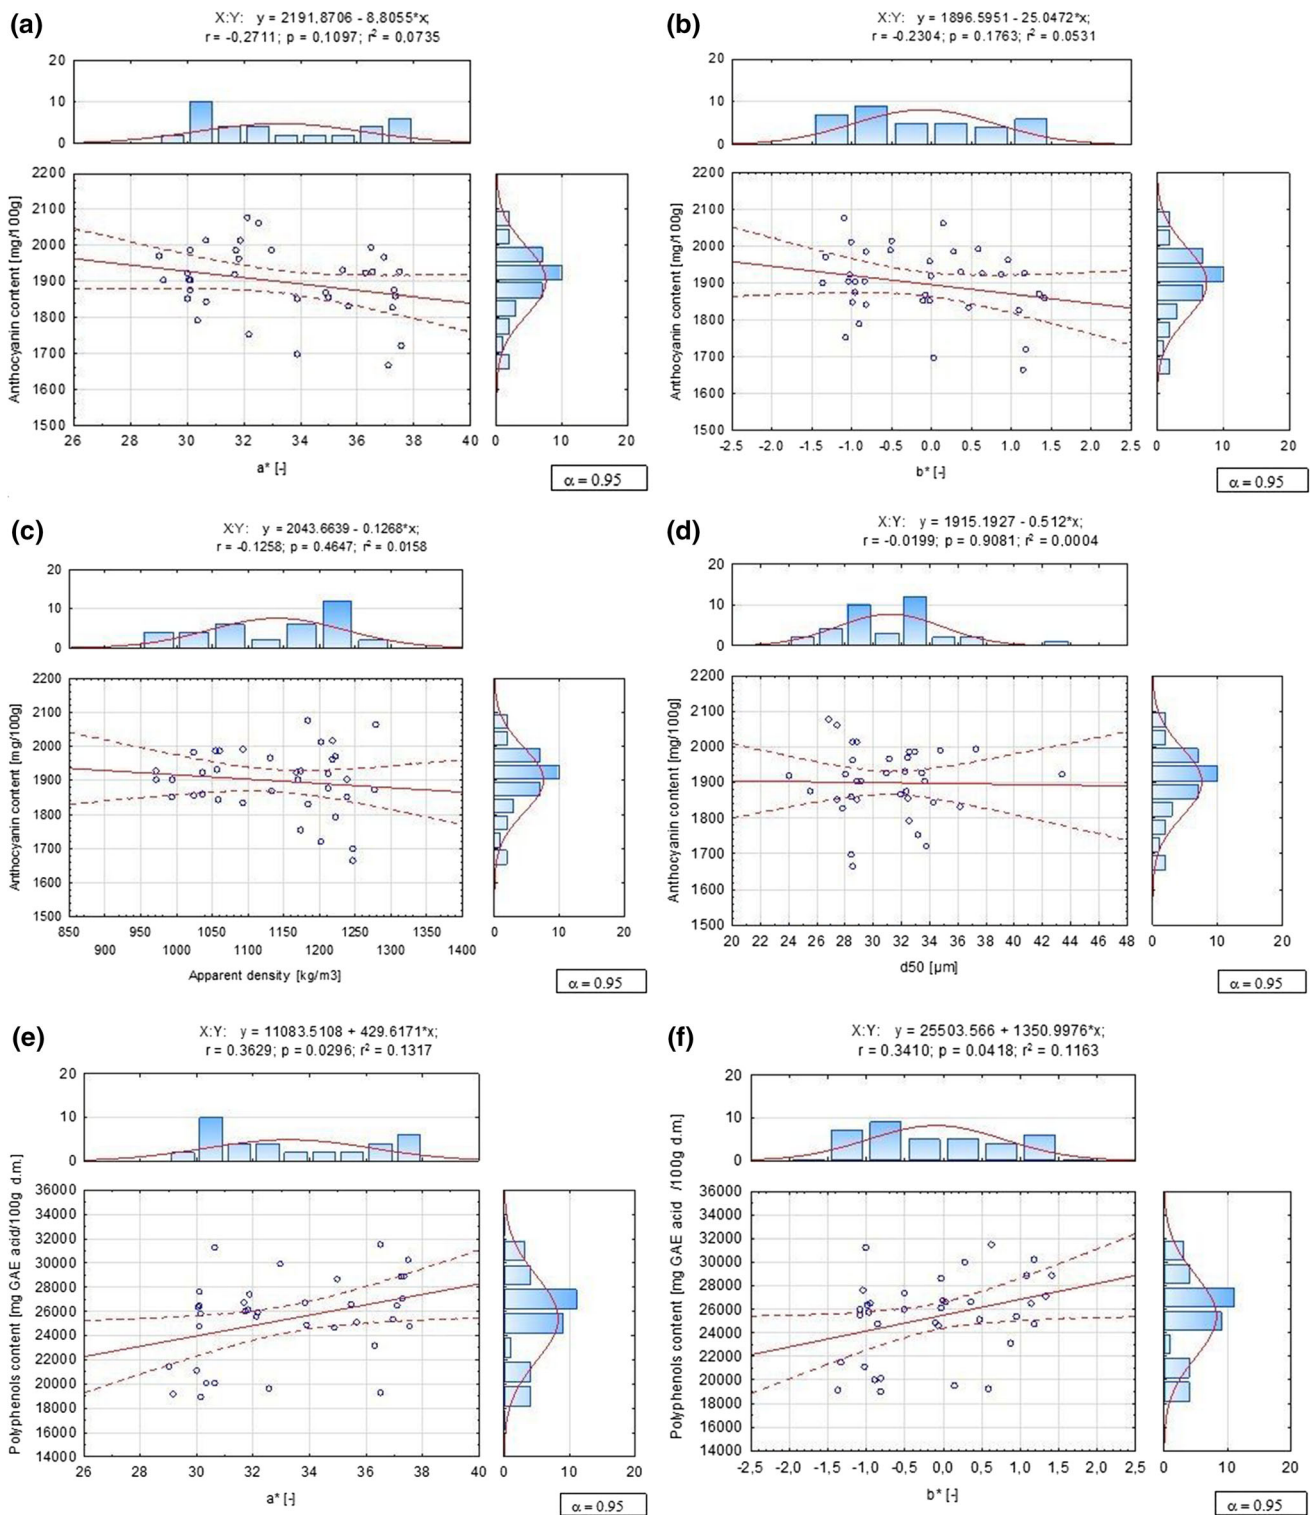 (a)
X:Y: y = 2191.8706 - 8.8055*x;
r = -0,2711; p = 0,1097; r² = 0,0735
20
10
0
2200
2100
2000
1900
1800
1700
1600
1500
Anthocyanin content [mg/100g]
26 28 30 32 34 36 38 40
a* [-]
0 10 20
α = 0.95
(b)
X:Y: y = 1896.5951 - 25.0472*x;
r = -0.2304; p = 0.1763; r² = 0.0531
20
10
0
2200
2100
2000
1900
1800
1700
1600
1500
Anthocyanin content [mg/100g]
-2.5 -2.0 -1.5 -1.0 -0.5 0.0 0.5 1.0 1.5 2.0 2.5
b* [-]
0 10 20
α = 0.95
(c)
X:Y: y = 2043.6639 - 0.1268*x;
r = -0.1258; p = 0.4647; r² = 0.0158
20
10
0
2200
2100
2000
1900
1800
1700
1600
1500
Anthocyanin content [mg/100g]
850 950 1050 1150 1250 1350
900 1000 1100 1200 1300 1400
Apparent density [kg/m3]
0 10 20
α = 0.95
(d)
X:Y: y = 1915.1927 - 0.512*x;
r = -0.0199; p = 0.9081; r² = 0,0004
20
10
0
2200
2100
2000
1900
1800
1700
1600
1500
Anthocyanin content [mg/100g]
20 22 24 26 28 30 32 34 36 38 40 42 44 46 48
d50 [µm]
0 10 20
α = 0.95
(e)
X:Y: y = 11083.5108 + 429.6171*x;
r = 0.3629; p = 0.0296; r² = 0.1317
20
10
0
36000
34000
32000
30000
28000
26000
24000
22000
20000
18000
16000
14000
Polyphenols content [mg GAE acid/100g d.m.]
26 28 30 32 34 36 38 40
a* [-]
0 10 20
α = 0.95
(f)
X:Y: y = 25503.566 + 1350.9976*x;
r = 0.3410; p = 0.0418; r² = 0.1163
20
10
0
36000
34000
32000
30000
28000
26000
24000
22000
20000
18000
16000
14000
Polyphenols content [mg GAE acid /100g d.m.]
-2,5 -2,0 -1,5 -1,0 -0,5 0,0 0,5 1,0 1,5 2,0 2,5
b* [-]
0 10 20
α = 0.95